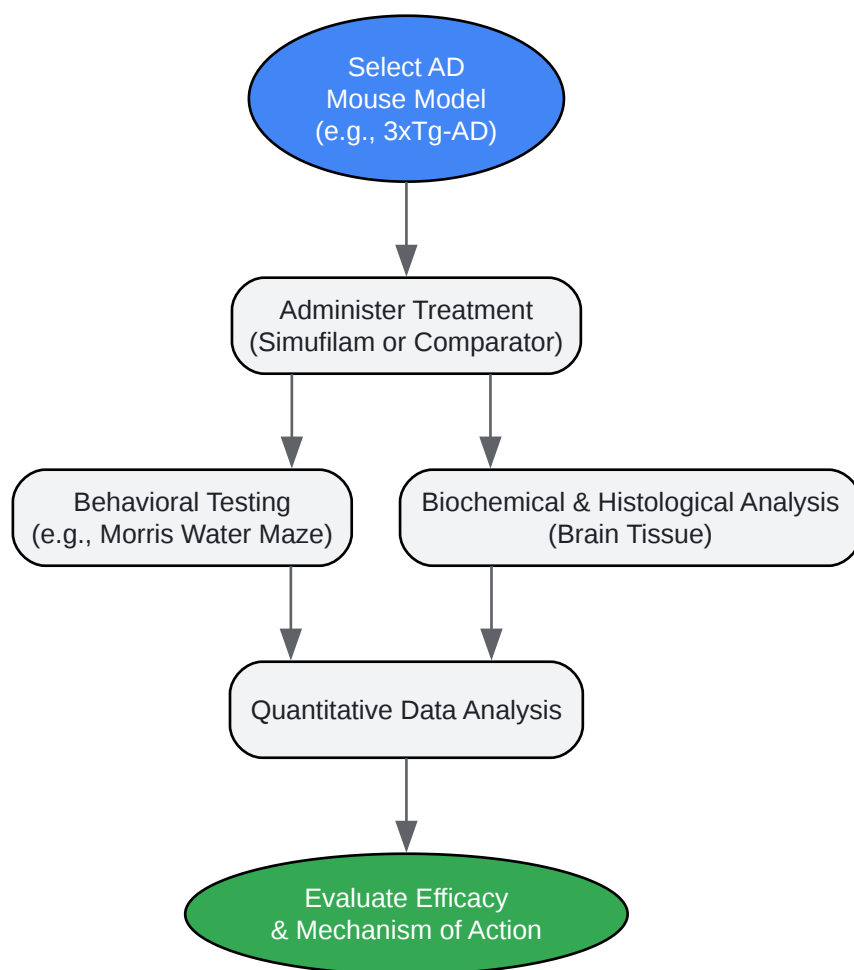 Select AD
Mouse Model
(e.g., 3xTg-AD)
Administer Treatment
(Simufilam or Comparator)
Behavioral Testing
(e.g., Morris Water Maze)
Biochemical & Histological Analysis
(Brain Tissue)
Quantitative Data Analysis
Evaluate Efficacy
& Mechanism of Action